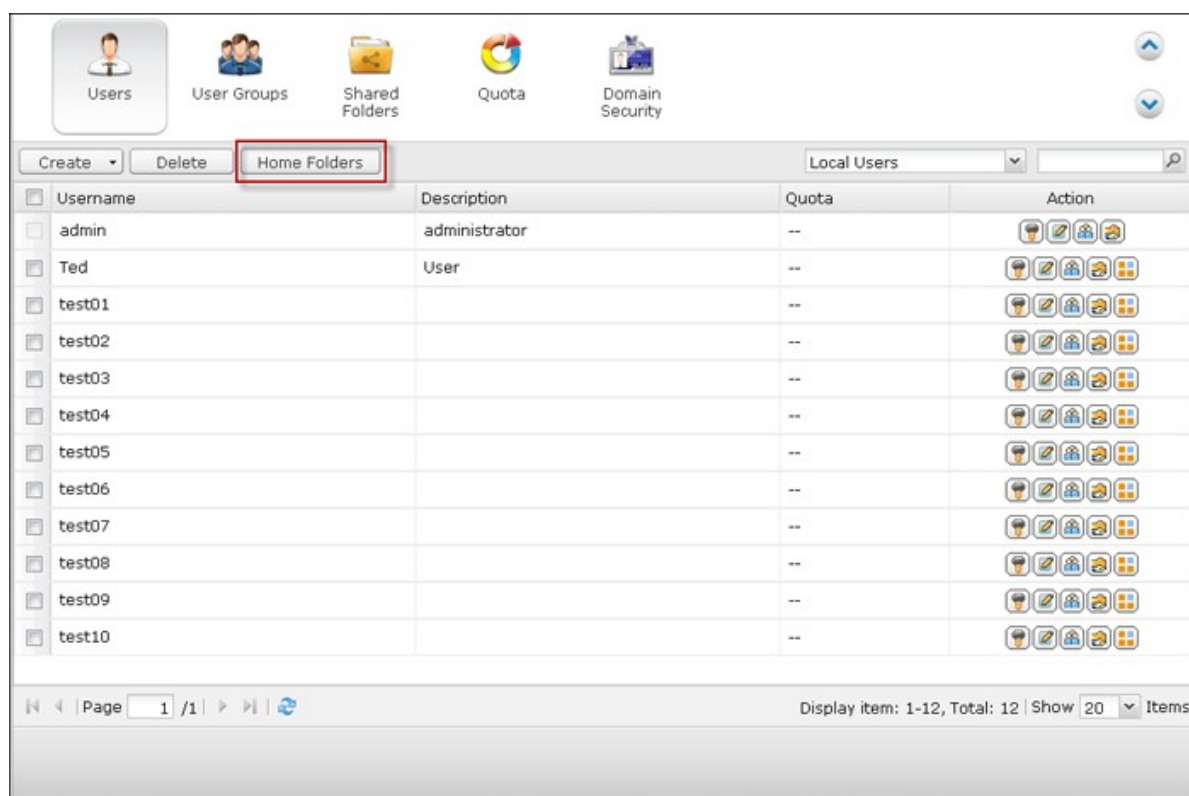 Users User Groups Shared Folders Quota Domain Security
Create Delete Home Folders Local Users
Username Description Quota Action
admin administrator --
Ted User --
test01 --
test02 --
test03 --
test04 --
test05 --
test06 --
test07 --
test08 --
test09 --
test10 --
Page 1 /1 Display item: 1-12, Total: 12 Show 20 Items